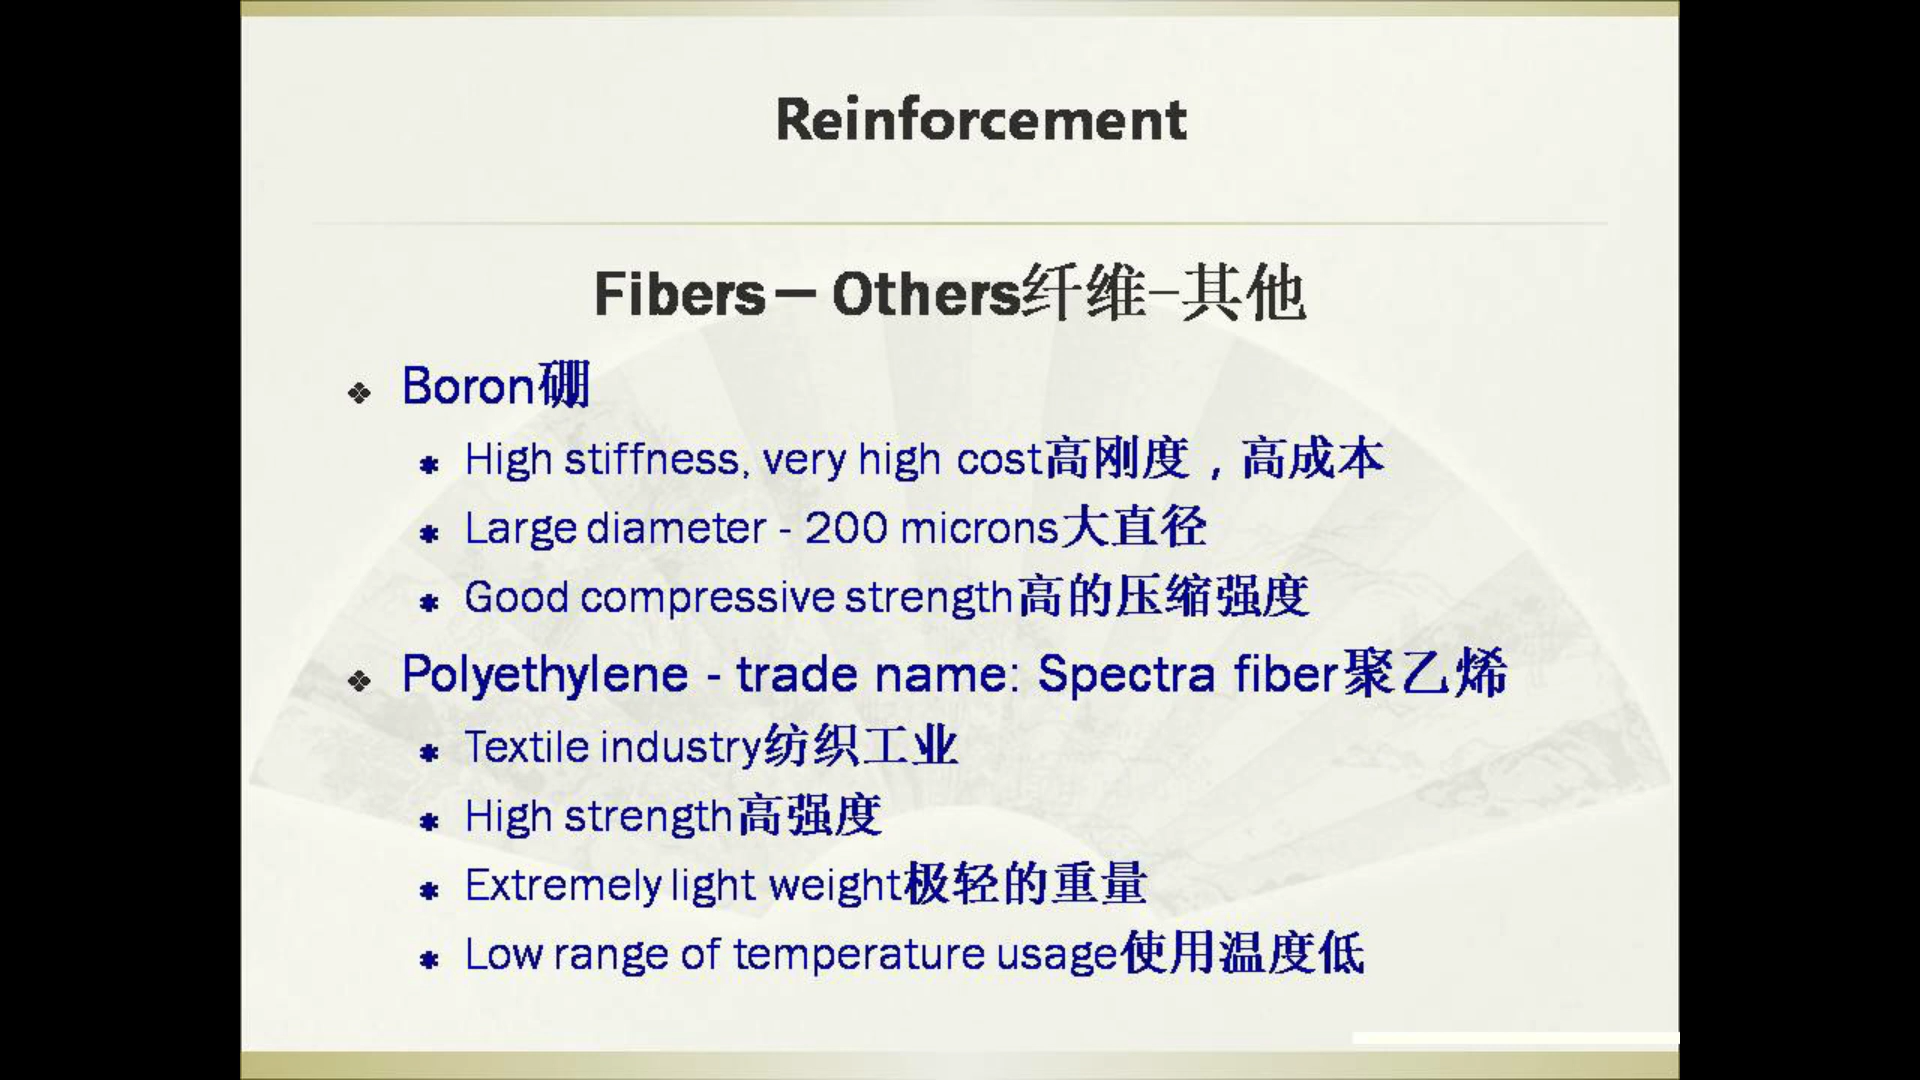 Reinforcement
Fibers — Others纤维-其他
Boron硼
High stiffness, very high cost高刚度，高成本
Large diameter - 200 microns大直径
Good compressive strength高的压缩强度
Polyethylene - trade name: Spectra fiber聚乙烯
Textile industry纺织工业
High strength高强度
Extremely light weight极轻的重量
Low range of temperature usage使用温度低